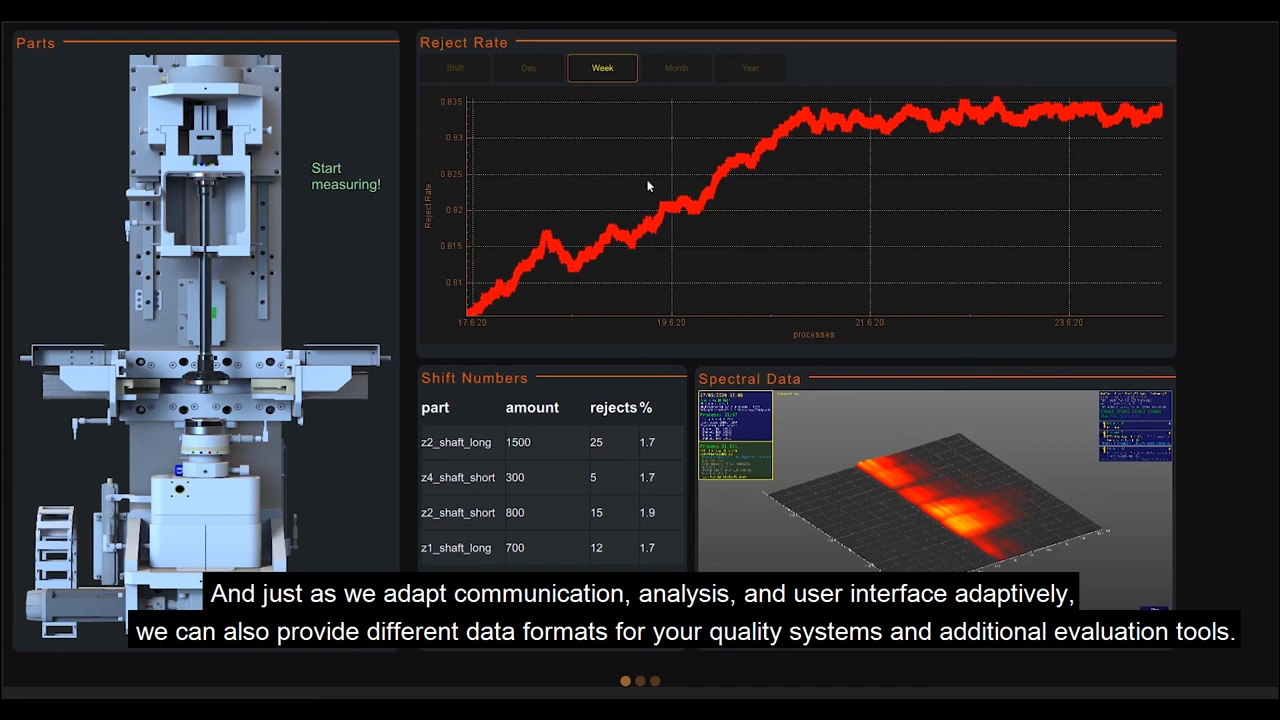 Parts
Start
measuring!
Reject Rate
Shift
Day
Week
Month
Year
0.835
0.83
0.825
0.82
0.815
0.81
Reject Rate
17.6.20
19.6.20
21.6.20
23.6.20
processes
Shift Numbers
part amount rejects %
z2_shaft_long 1500 25 1.7
z4_shaft_short 300 5 1.7
z2_shaft_short 800 15 1.9
z1_shaft_long 700 12 1.7
Spectral Data
And just as we adapt communication, analysis, and user interface adaptively,
we can also provide different data formats for your quality systems and additional evaluation tools.